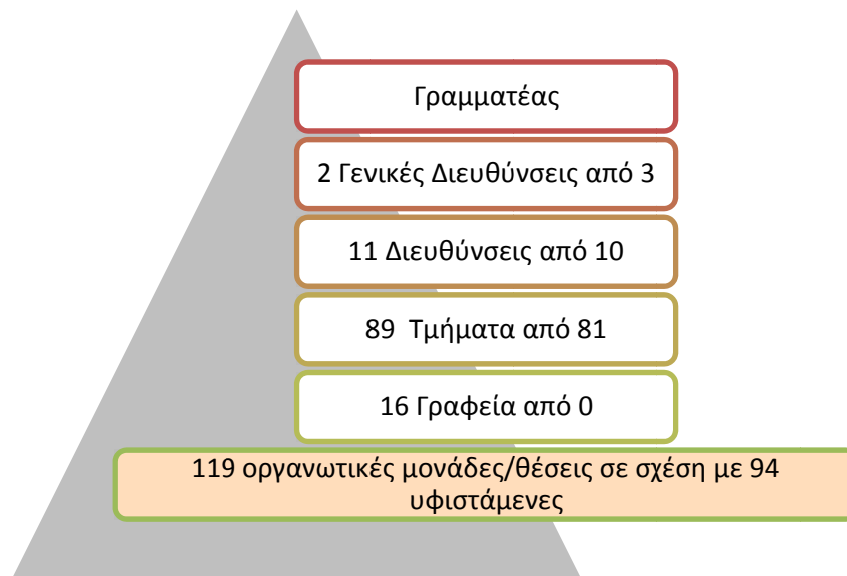 Γραμματέας
2 Γενικές Διευθύνσεις από 3
11 Διευθύνσεις από 10
89 Τμήματα από 81
16 Γραφεία από 0
119 οργανωτικές μονάδες/θέσεις σε σχέση με 94
υφιστάμενες